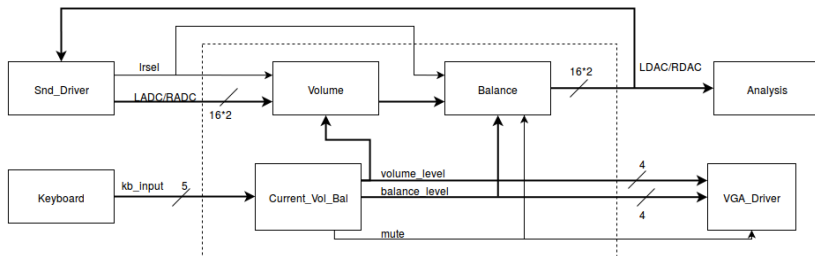 lrsel
LDAC/RDAC
Snd_Driver
Volume
Balance
16*2
Analysis
LADC/RADC
16*2
volume_level
4
kb_input
5
Keyboard
Current_Vol_Bal
balance_level
VGA_Driver
4
mute